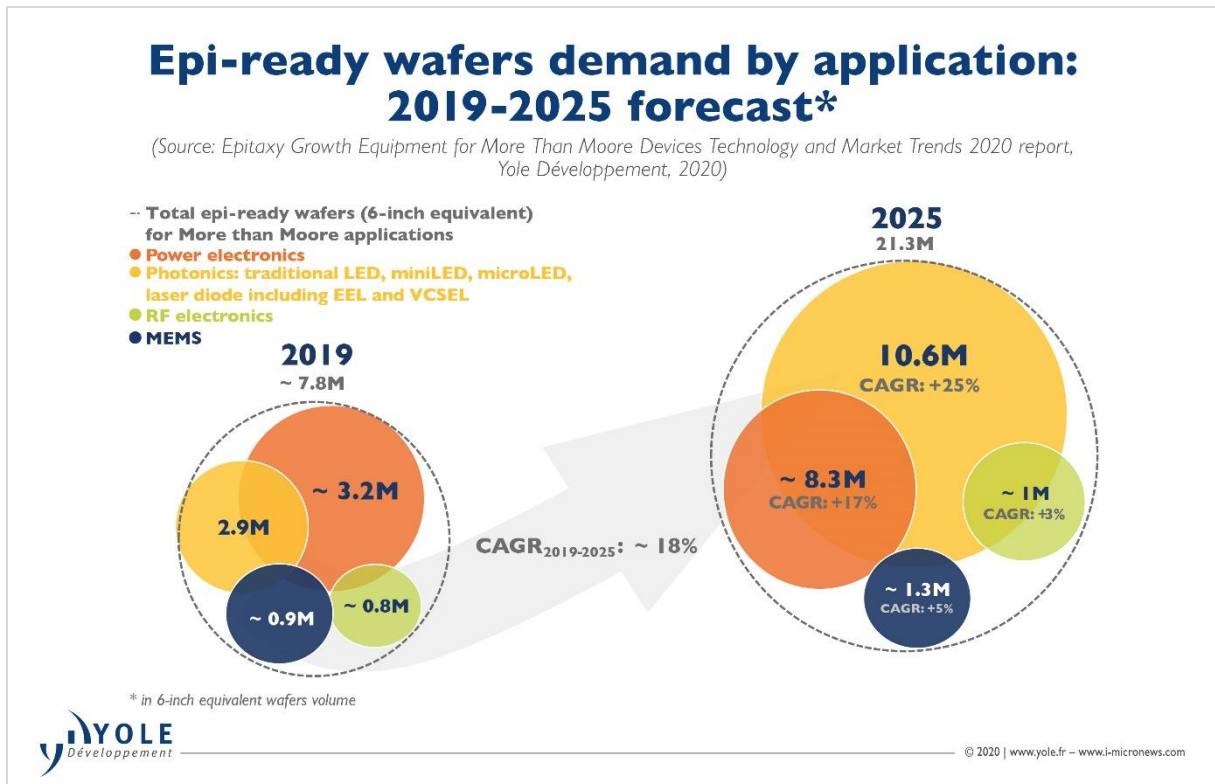 Epi-ready wafers demand by application:
2019-2025 forecast*
(Source: Epitaxy Growth Equipment for More Than Moore Devices Technology and Market Trends 2020 report,
Yole Développement, 2020)
-- Total epi-ready wafers (6-inch equivalent)
for More than Moore applications
Power electronics
Photonics: traditional LED, miniLED, microLED,
laser diode including EEL and VCSEL
RF electronics
MEMS
2019
~ 7.8M
~ 3.2M
2.9M
~ 0.9M
~ 0.8M
CAGR2019-2025: ~ 18%
2025
21.3M
10.6M
CAGR: +25%
~ 8.3M
CAGR: +17%
~ 1M
CAGR: +3%
~ 1.3M
CAGR: +5%
* in 6-inch equivalent wafers volume
YOLE
Développement
© 2020 | www.yole.fr – www.i-micronews.com